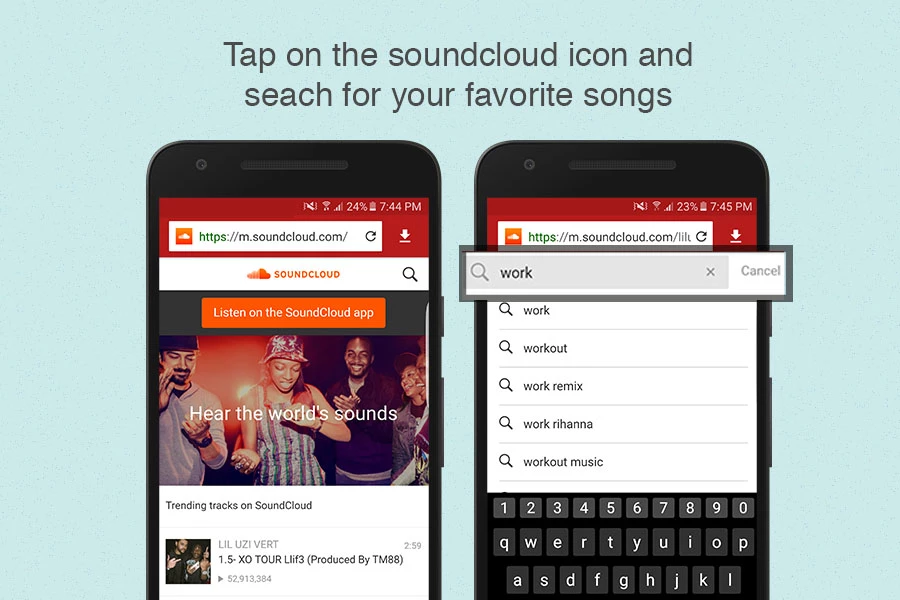 Tap on the soundcloud icon and
seach for your favorite songs
24% 7:44 PM
https://m.soundcloud.com/
SOUNDCLOUD
Listen on the SoundCloud app
Hear the world's sounds
Trending tracks on SoundCloud
LIL UZI VERT 2:59
1.5- XO TOUR Llif3 (Produced By TM88)
52,913,384
23% 7:45 PM
https://m.soundcloud.com/lilu
work × Cancel
work
workout
work remix
work rihanna
workout music
1 2 3 4 5 6 7 8 9 0
q w e r t y u i o p
a s d f g h j k l